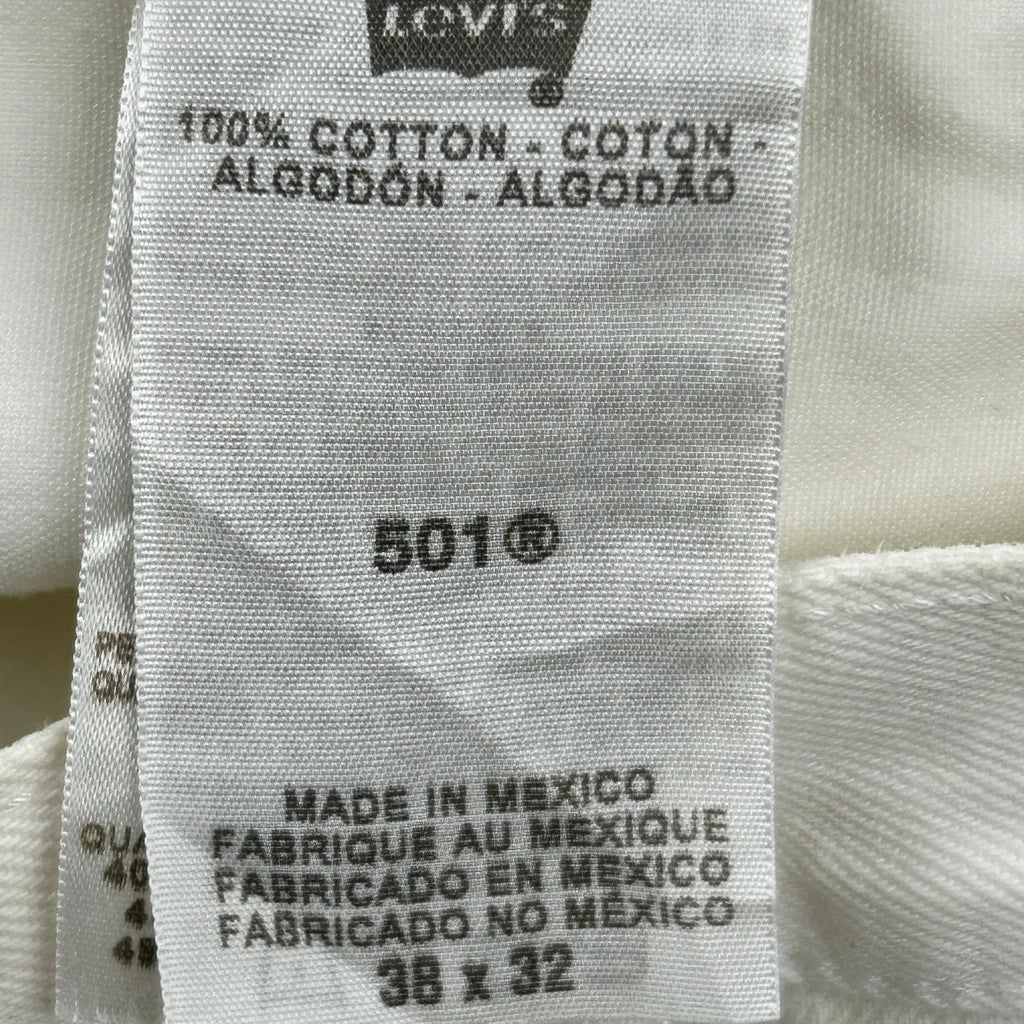 Levi's
®
100% COTTON - COTON -
ALGODÓN - ALGODÃO
501®
MADE IN MEXICO
FABRIQUE AU MEXIQUE
FABRICADO EN MEXICO
FABRICADO NO MÉXICO
38 x 32